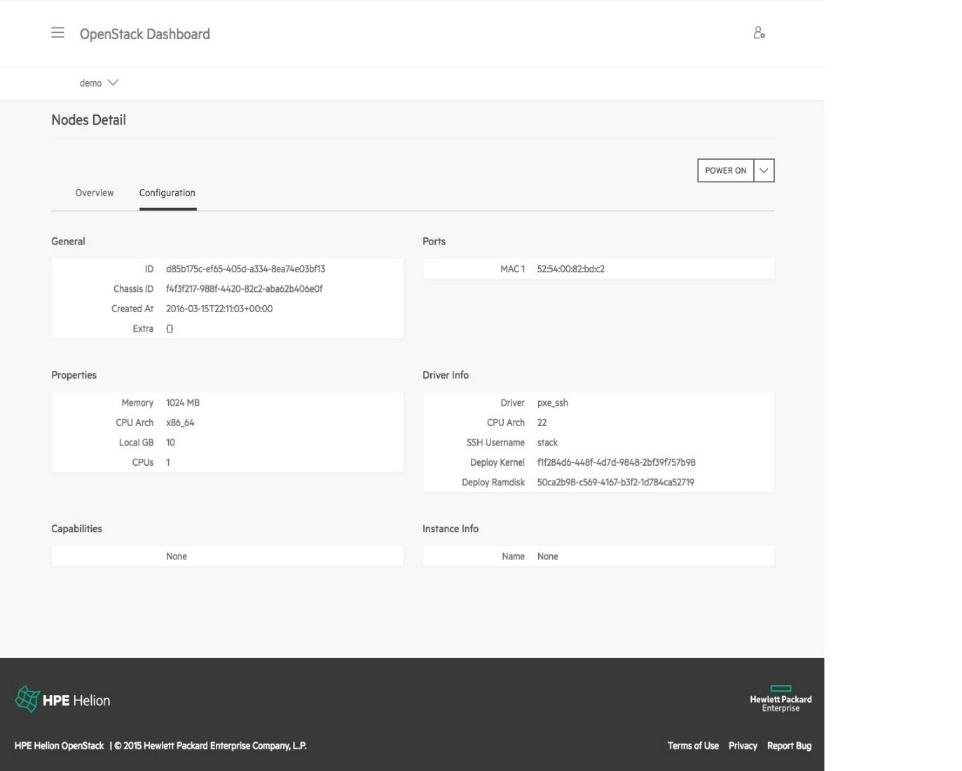 OpenStack Dashboard
demo
Nodes Detail
POWER ON
Overview Configuration
General
ID d85b175c-ef65-405d-a334-8ea74e03bf13
Chassis ID f4f3f217-988f-4420-82c2-aba62b406e0f
Created At 2016-03-15T22:11:03+00:00
Extra {}
Ports
MAC 1 52:54:00:82:bd:c2
Properties
Memory 1024 MB
CPU Arch x86_64
Local GB 10
CPUs 1
Driver Info
Driver pxe_ssh
CPU Arch 22
SSH Username stack
Deploy Kernel f1f284d6-448f-4d7d-9848-2bf39f757b98
Deploy Ramdisk 50ca2b98-c569-4167-b3f2-1d784ca52719
Capabilities
None
Instance Info
Name None
HPE Helion
Hewlett Packard
Enterprise
HPE Helion OpenStack | © 2015 Hewlett Packard Enterprise Company, L.P.
Terms of Use Privacy Report Bug